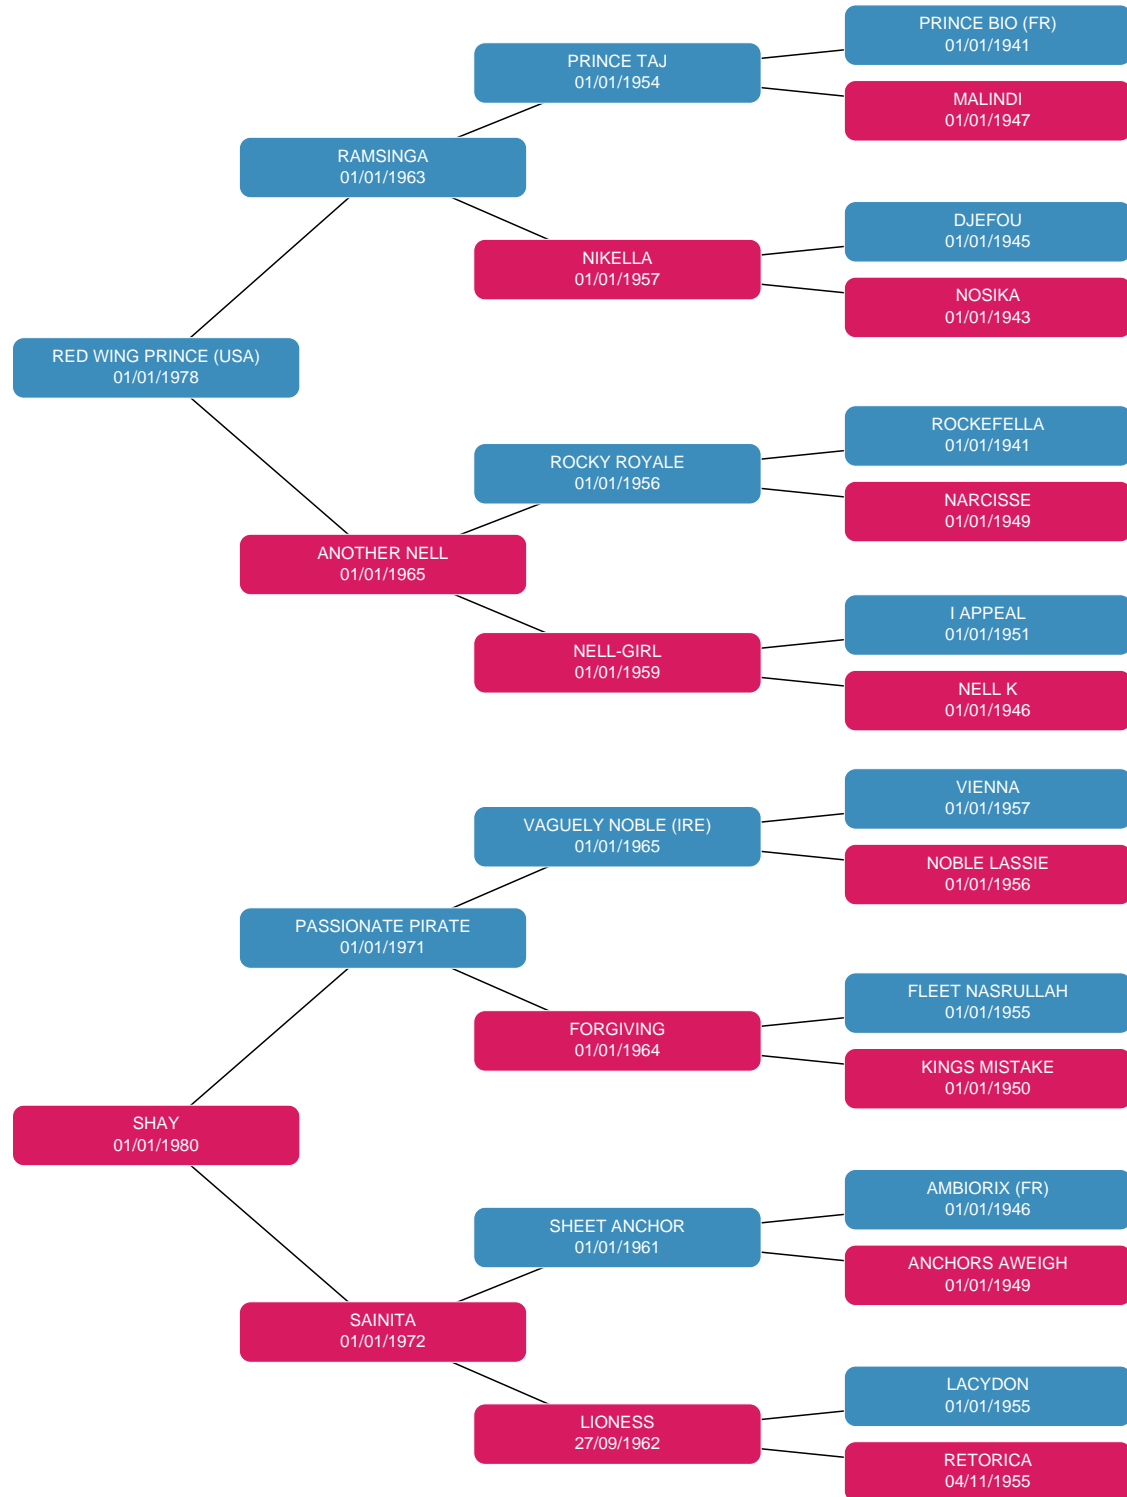 PRINCE BIO (FR)
01/01/1941
PRINCE TAJ
01/01/1954
MALINDI
01/01/1947
RAMSINGA
01/01/1963
DJEFOU
01/01/1945
NIKELLA
01/01/1957
NOSIKA
01/01/1943
RED WING PRINCE (USA)
01/01/1978
ROCKEFELLA
01/01/1941
ROCKY ROYALE
01/01/1956
NARCISSE
01/01/1949
ANOTHER NELL
01/01/1965
I APPEAL
01/01/1951
NELL-GIRL
01/01/1959
NELL K
01/01/1946
VIENNA
01/01/1957
VAGUELY NOBLE (IRE)
01/01/1965
NOBLE LASSIE
01/01/1956
PASSIONATE PIRATE
01/01/1971
FLEET NASRULLAH
01/01/1955
FORGIVING
01/01/1964
KINGS MISTAKE
01/01/1950
SHAY
01/01/1980
AMBIORIX (FR)
01/01/1946
SHEET ANCHOR
01/01/1961
ANCHORS AWEIGH
01/01/1949
SAINITA
01/01/1972
LACYDON
01/01/1955
LIONESS
27/09/1962
RETORICA
04/11/1955